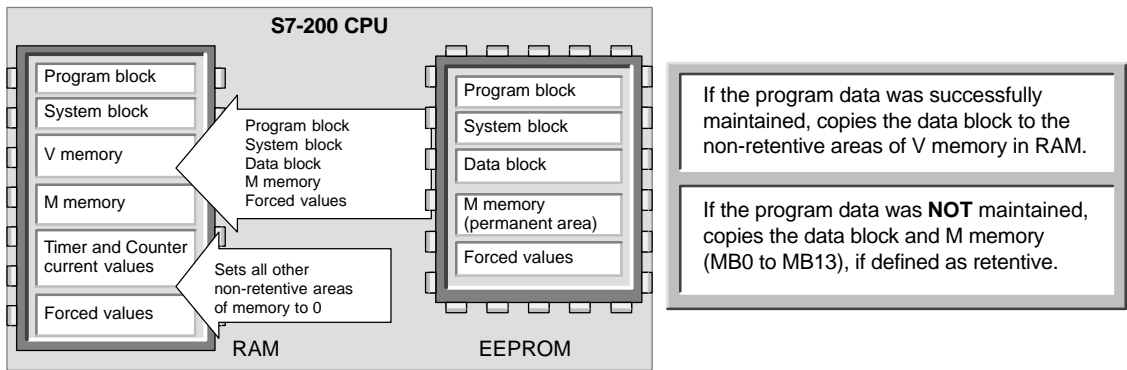 S7-200 CPU
Program block
System block
V memory
M memory
Timer and Counter
current values
Forced values
Program block
System block
Data block
M memory
Forced values
Sets all other
non-retentive areas
of memory to 0
RAM
Program block
System block
Data block
M memory
(permanent area)
Forced values
EEPROM
If the program data was successfully
maintained, copies the data block to the
non-retentive areas of V memory in RAM.
If the program data was NOT maintained,
copies the data block and M memory
(MB0 to MB13), if defined as retentive.